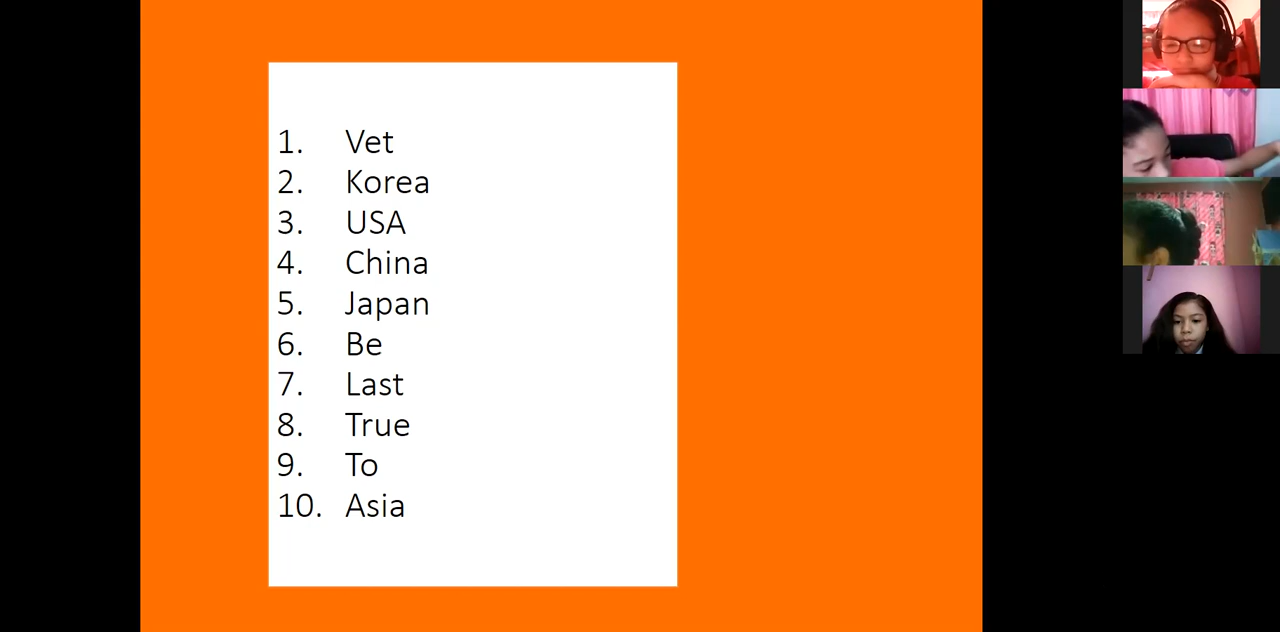 1. Vet
2. Korea
3. USA
4. China
5. Japan
6. Be
7. Last
8. True
9. To
10. Asia